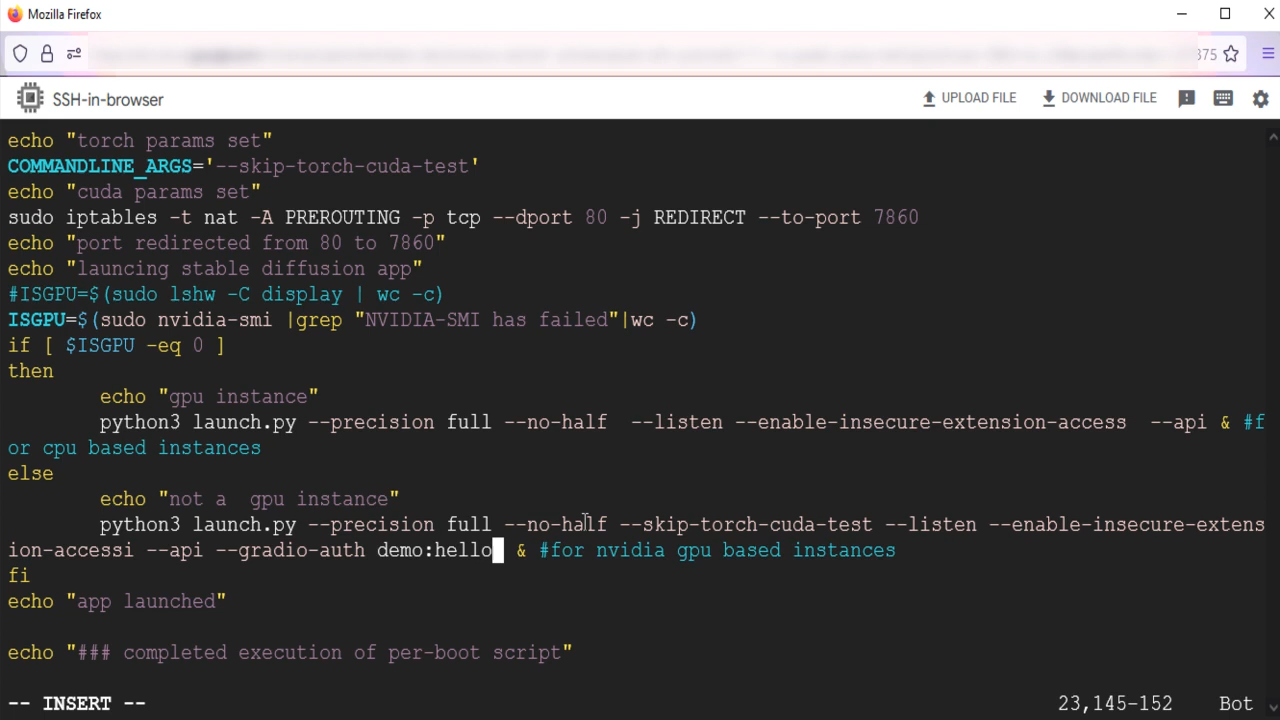 Mozilla Firefox
375
SSH-in-browser
UPLOAD FILE
DOWNLOAD FILE
echo "torch params set"
COMMANDLINE_ARGS='--skip-torch-cuda-test'
echo "cuda params set"
sudo iptables -t nat -A PREROUTING -p tcp --dport 80 -j REDIRECT --to-port 7860
echo "port redirected from 80 to 7860"
echo "launcing stable diffusion app"
#ISGPU=$(sudo lshw -C display | wc -c)
ISGPU=$(sudo nvidia-smi |grep "NVIDIA-SMI has failed"|wc -c)
if [ $ISGPU -eq 0 ]
then
echo "gpu instance"
python3 launch.py --precision full --no-half  --listen --enable-insecure-extension-access  --api & #f
or cpu based instances
else
echo "not a  gpu instance"
python3 launch.py --precision full --no-half --skip-torch-cuda-test --listen --enable-insecure-extens
ion-accessi --api --gradio-auth demo:hello  & #for nvidia gpu based instances
fi
echo "app launched"
echo "### completed execution of per-boot script"
-- INSERT --
23,145-152
Bot